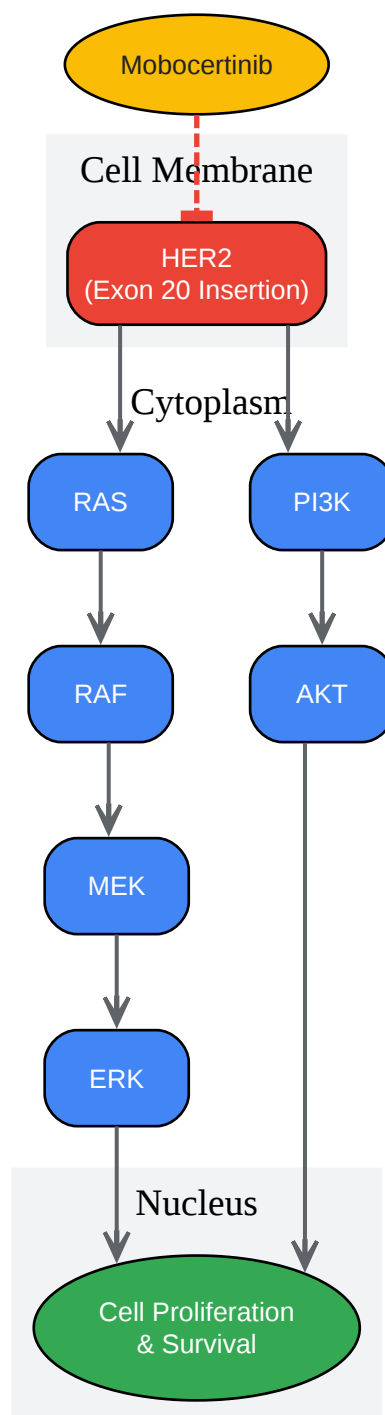 Mobocertinib
Cell Membrane
HER2
(Exon 20 Insertion)
Cytoplasm
RAS
PI3K
RAF
AKT
MEK
ERK
Nucleus
Cell Proliferation
& Survival